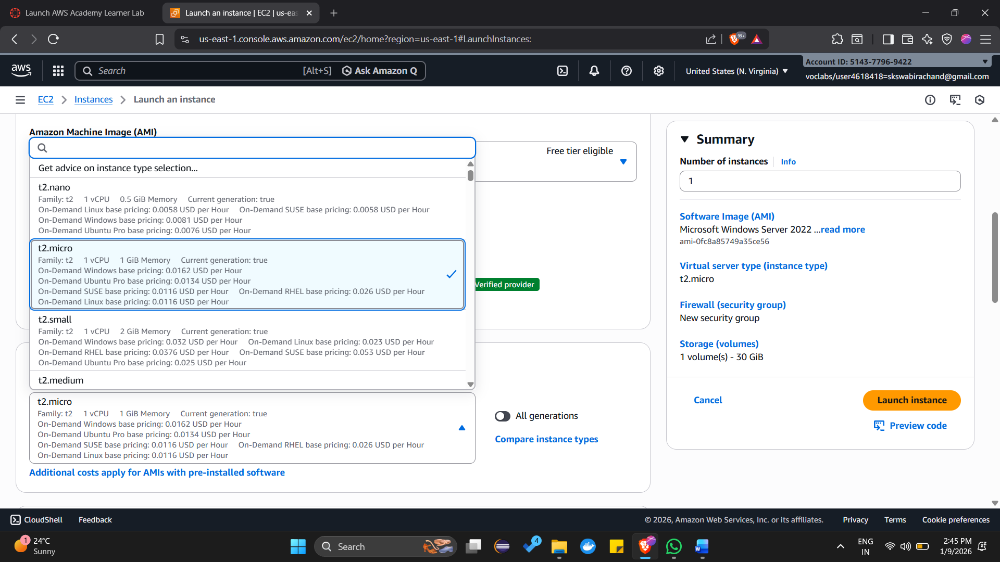 Launch AWS Academy Learner Lab
Launch an instance | EC2 | us-eas
us-east-1.console.aws.amazon.com/ec2/home?region=us-east-1#LaunchInstances:
99+
aws
Search
[Alt+S]
Ask Amazon Q
United States (N. Virginia)
Account ID: 5143-7796-9422
voclabs/user4618418=skswabirachand@gmail.com
EC2
Instances
Launch an instance
Amazon Machine Image (AMI)
Free tier eligible
Get advice on instance type selection...
t2.nano
Family: t2 1 vCPU 0.5 GiB Memory Current generation: true
On-Demand Linux base pricing: 0.0058 USD per Hour On-Demand SUSE base pricing: 0.0058 USD per Hour
On-Demand Windows base pricing: 0.0081 USD per Hour
On-Demand Ubuntu Pro base pricing: 0.0076 USD per Hour
t2.micro
Family: t2 1 vCPU 1 GiB Memory Current generation: true
On-Demand Windows base pricing: 0.0162 USD per Hour
On-Demand Ubuntu Pro base pricing: 0.0134 USD per Hour
On-Demand SUSE base pricing: 0.0116 USD per Hour On-Demand RHEL base pricing: 0.026 USD per Hour
On-Demand Linux base pricing: 0.0116 USD per Hour
Verified provider
t2.small
Family: t2 1 vCPU 2 GiB Memory Current generation: true
On-Demand Windows base pricing: 0.032 USD per Hour On-Demand Linux base pricing: 0.023 USD per Hour
On-Demand RHEL base pricing: 0.0376 USD per Hour On-Demand SUSE base pricing: 0.053 USD per Hour
On-Demand Ubuntu Pro base pricing: 0.025 USD per Hour
t2.medium
t2.micro
Family: t2 1 vCPU 1 GiB Memory Current generation: true
On-Demand Windows base pricing: 0.0162 USD per Hour
On-Demand Ubuntu Pro base pricing: 0.0134 USD per Hour
On-Demand SUSE base pricing: 0.0116 USD per Hour On-Demand RHEL base pricing: 0.026 USD per Hour
On-Demand Linux base pricing: 0.0116 USD per Hour
All generations
Compare instance types
Additional costs apply for AMIs with pre-installed software
Summary
Number of instances
Info
1
Software Image (AMI)
Microsoft Windows Server 2022 ...read more
ami-0fc8a85749a35ce56
Virtual server type (instance type)
t2.micro
Firewall (security group)
New security group
Storage (volumes)
1 volume(s) - 30 GiB
Cancel
Launch instance
Preview code
CloudShell
Feedback
© 2026, Amazon Web Services, Inc. or its affiliates.
Privacy
Terms
Cookie preferences
1
24°C
Sunny
Search
4
W
ENG
IN
2:45 PM
1/9/2026